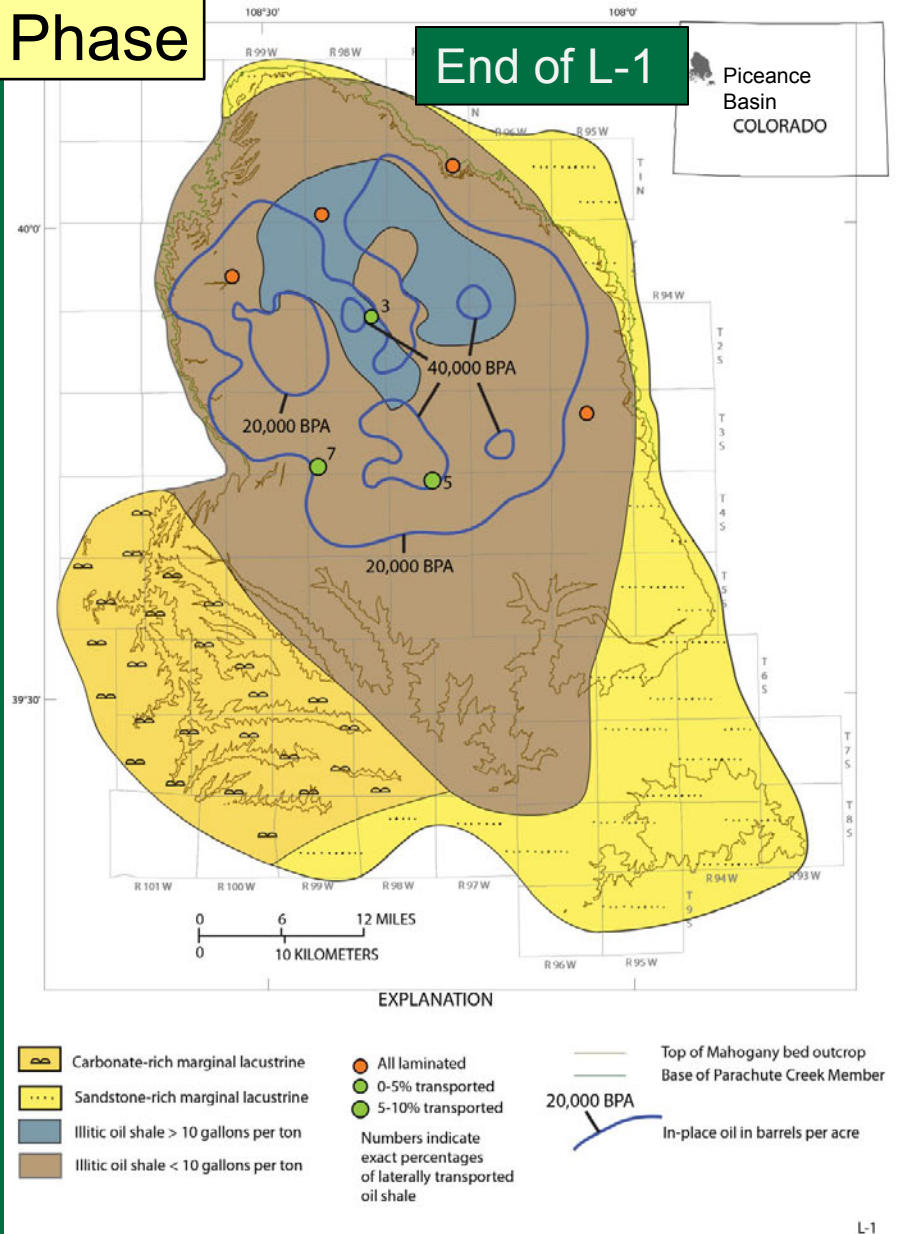 Phase
End of L-1
108°30'
108°0'
R 99 W
R 98 W
N
R 96 W
R 95 W
Piceance
Basin
COLORADO
T
1
N
40°0'
R 94 W
3
T
2
S
40,000 BPA
20,000 BPA
T
3
S
7
5
T
4
S
20,000 BPA
T
5
S
T
6
S
39°30'
T
7
S
T
8
S
R 101 W
R 100 W
R 99 W
R 98 W
R 97 W
R 94 W
R 93 W
T
9
S
0
6
12 MILES
0
10 KILOMETERS
R 96 W
R 95 W
EXPLANATION
Carbonate-rich marginal lacustrine
Sandstone-rich marginal lacustrine
Illitic oil shale > 10 gallons per ton
Illitic oil shale < 10 gallons per ton
All laminated
0-5% transported
5-10% transported
Numbers indicate
exact percentages
of laterally transported
oil shale
Top of Mahogany bed outcrop
Base of Parachute Creek Member
20,000 BPA
In-place oil in barrels per acre
L-1